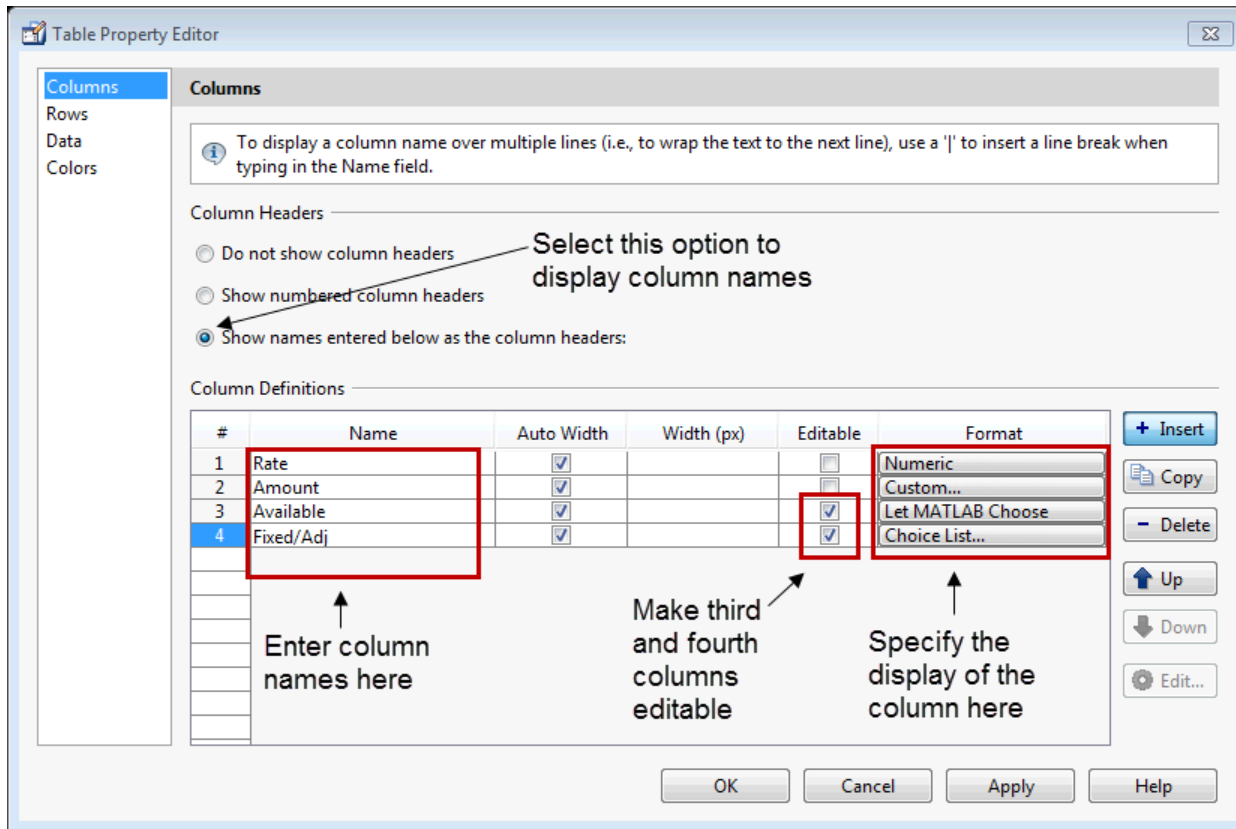 Table Property Editor
Columns
Rows
Data
Colors
Columns
To display a column name over multiple lines (i.e., to wrap the text to the next line), use a '|' to insert a line break when
typing in the Name field.
Column Headers
Do not show column headers
Select this option to
display column names
Show numbered column headers
Show names entered below as the column headers:
Column Definitions
# Name Auto Width Width (px) Editable Format
1 Rate Numeric
2 Amount Custom...
3 Available Let MATLAB Choose
4 Fixed/Adj Choice List...
+ Insert
Copy
- Delete
Up
Down
Edit...
Enter column
names here
Make third
and fourth
columns
editable
Specify the
display of the
column here
OK Cancel Apply Help